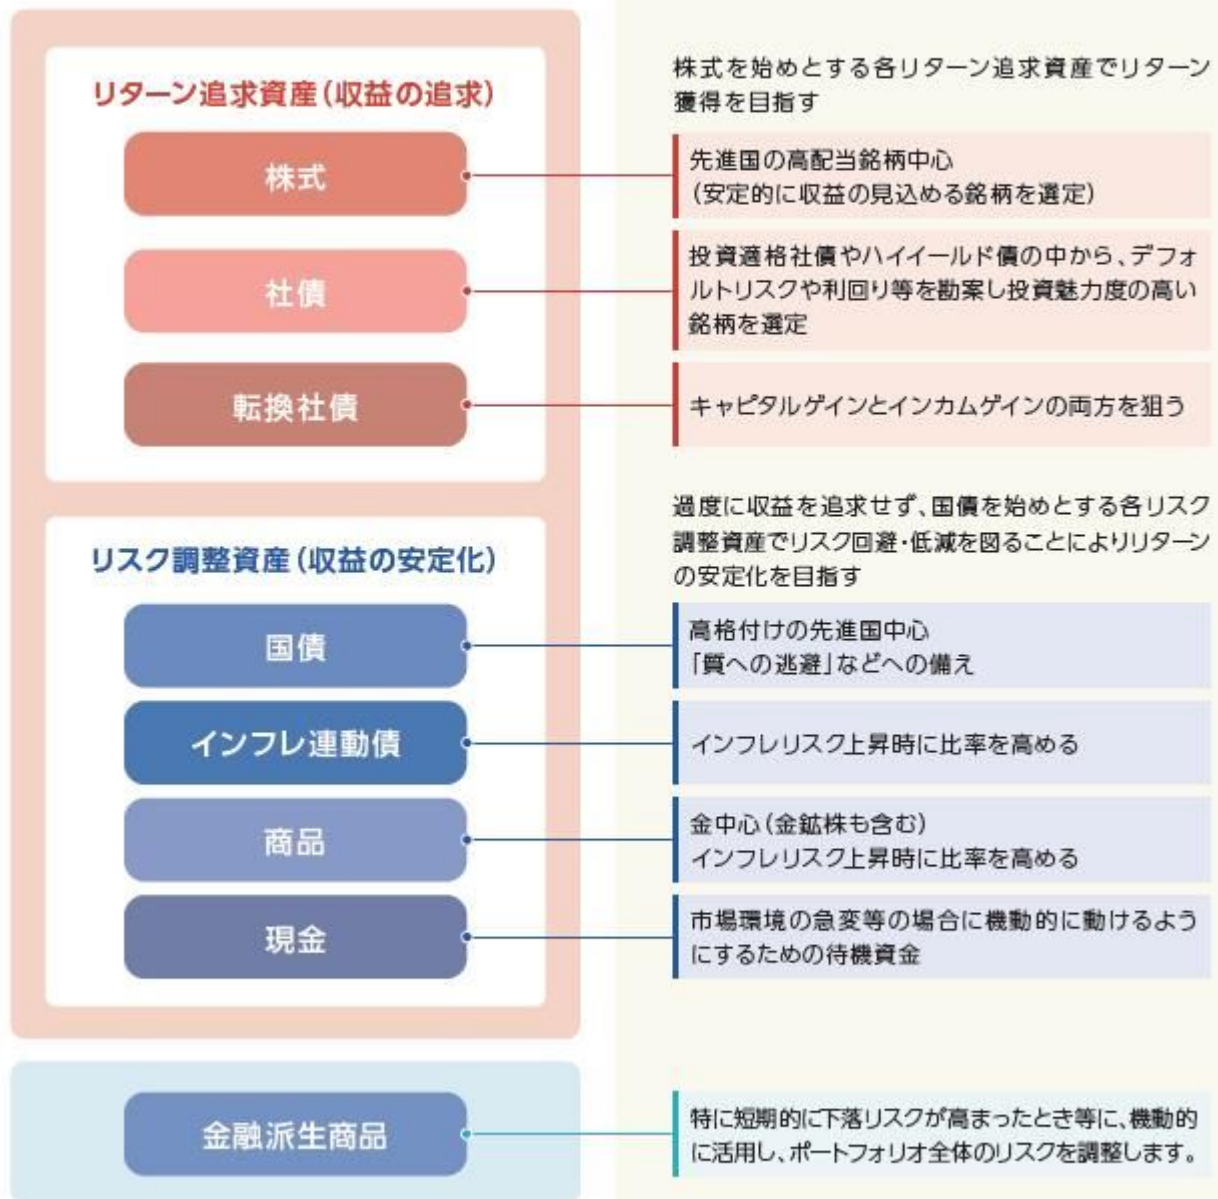 リターン追求資産(収益の追求)
株式を始めとする各リターン追求資産でリターン
獲得を目指す
株式
先進国の高配当銘柄中心
(安定的に収益の見込める銘柄を選定)
社債
投資適格社債やハイイールド債の中から、デフォ
ルトリスクや利回り等を勘案し投資魅力度の高い
銘柄を選定
転換社債
キャピタルゲインとインカムゲインの両方を狙う
リスク調整資産(収益の安定化)
過度に収益を追求せず、国債を始めとする各リスク
調整資産でリスク回避・低減を図ることによりリターン
の安定化を目指す
国債
高格付けの先進国中心
「質への逃避」などへの備え
インフレ連動債
インフレリスク上昇時に比率を高める
商品
金中心(金鉱株も含む)
インフレリスク上昇時に比率を高める
現金
市場環境の急変等の場合に機動的に動けるよう
にするための待機資金
金融派生商品
特に短期的に下落リスクが高まったとき等に、機動的
に活用し、ポートフォリオ全体のリスクを調整します。